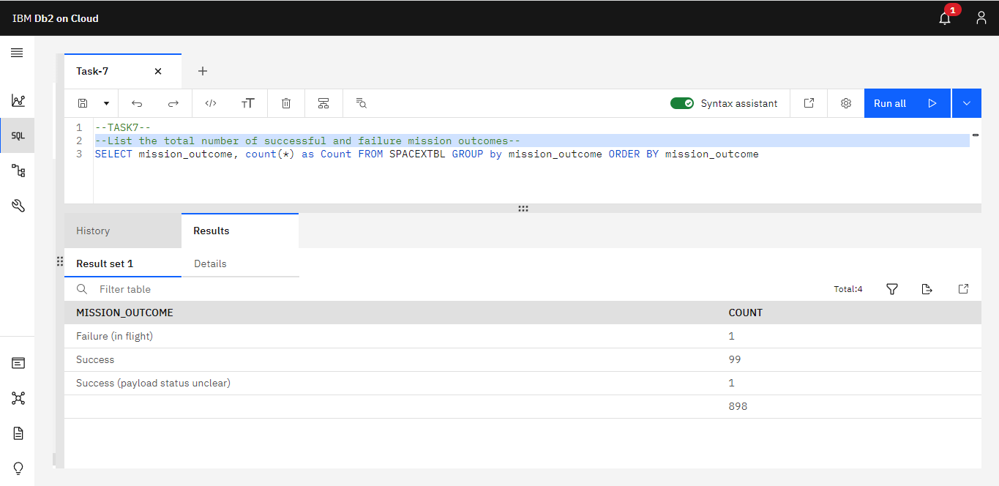 IBM Db2 on Cloud
1
Task-7
Syntax assistant
Run all
1 --TASK7--
2 --List the total number of successful and failure mission outcomes--
3 SELECT mission_outcome, count(*) as Count FROM SPACEXTBL GROUP by mission_outcome ORDER BY mission_outcome
SQL
History Results
Result set 1 Details
Filter table Total:4
MISSION_OUTCOME COUNT
Failure (in flight) 1
Success 99
Success (payload status unclear) 1
898